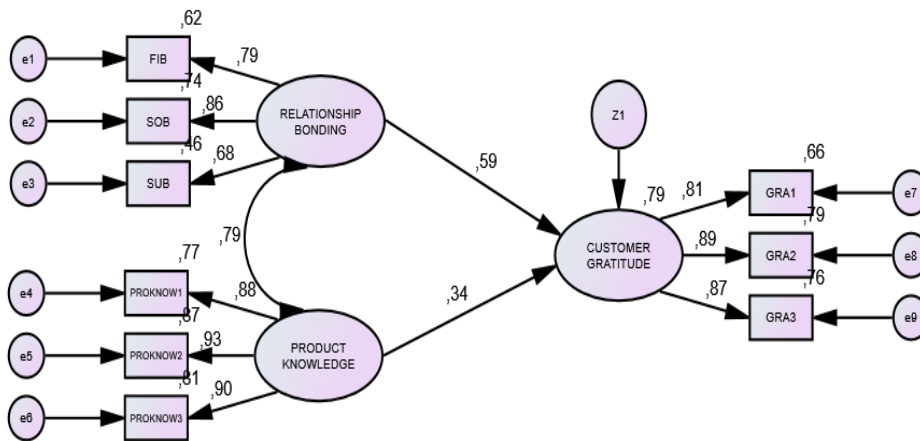 ,62
e1
FIB
,79
,74
e2
SOB
,86
RELATIONSHIP
BONDING
,46
e3
SUB
,68
Z1
,59
,79
,81
,66
GRA1
e7
,79
,89
CUSTOMER
GRATITUDE
GRA2
e8
,76
,87
GRA3
e9
,79
,77
e4
PROKNOW1
,88
,34
,87
e5
PROKNOW2
,93
PRODUCT
KNOWLEDGE
,81
e6
PROKNOW3
,90